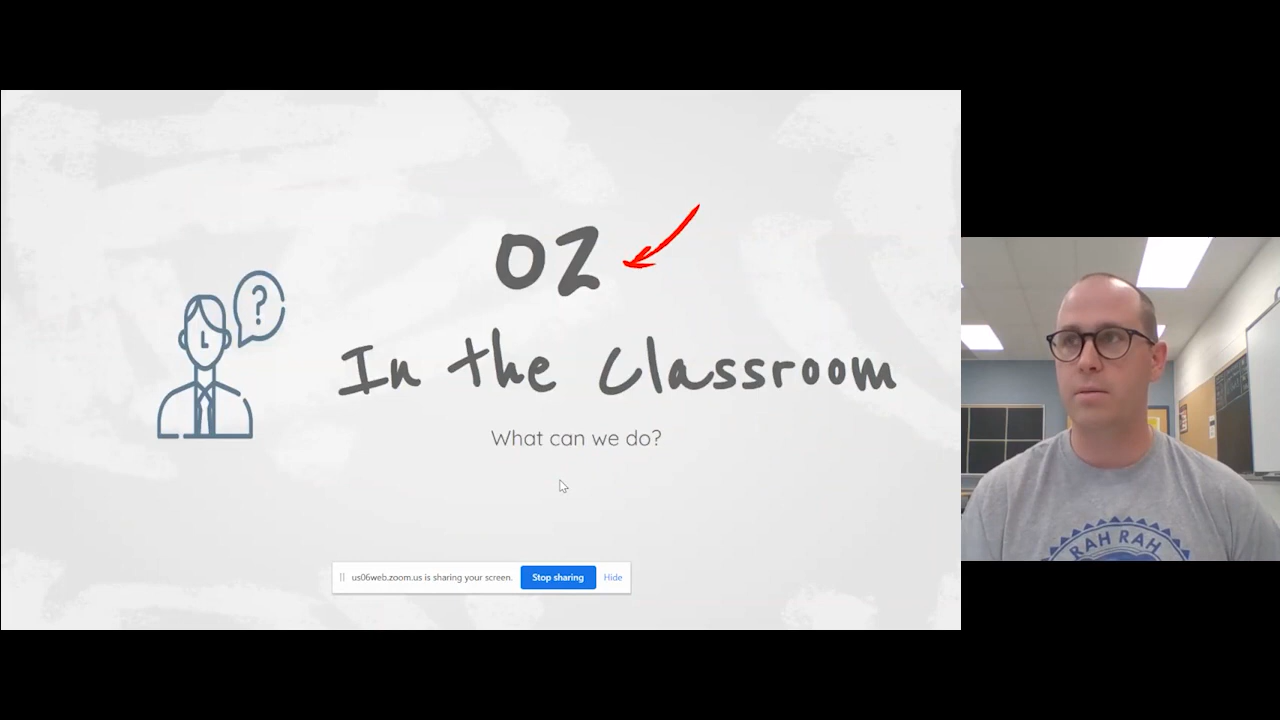 02
In the Classroom
What can we do?
?
us06web.zoom.us is sharing your screen.
Stop sharing
Hide
RAH RAH